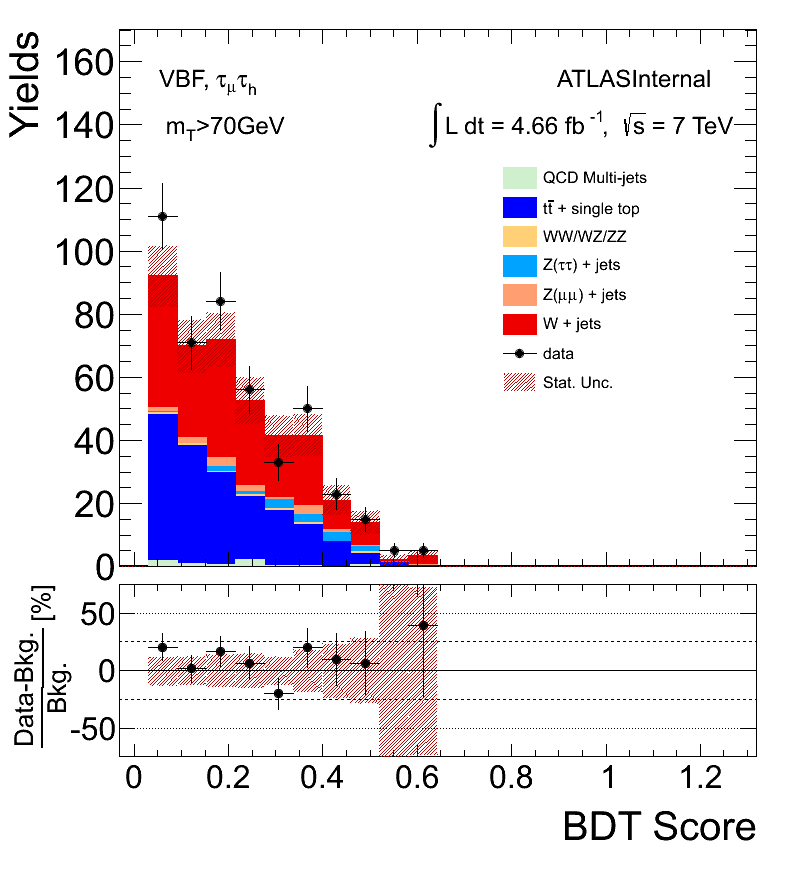 Yields
160
140
120
100
80
60
40
20
0
VBF, τμτh
mT>70GeV
ATLASInternal
∫L dt = 4.66 fb-1, √s = 7 TeV
QCD Multi-jets
tt̄ + single top
WW/WZ/ZZ
Z(ττ) + jets
Z(μμ) + jets
W + jets
data
Stat. Unc.
Data-Bkg. [%]
Bkg.
50
0
-50
0 0.2 0.4 0.6 0.8 1 1.2
BDT Score